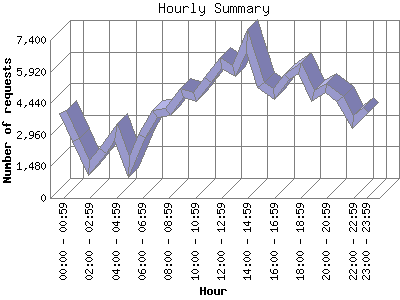 Hourly Summary
Number of requests
7,400
5,920
4,440
2,960
1,480
0
00:00 - 00:59
02:00 - 02:59
04:00 - 04:59
06:00 - 06:59
08:00 - 08:59
10:00 - 10:59
12:00 - 12:59
14:00 - 14:59
16:00 - 16:59
18:00 - 18:59
20:00 - 20:59
22:00 - 22:59
23:00 - 23:59
Hour